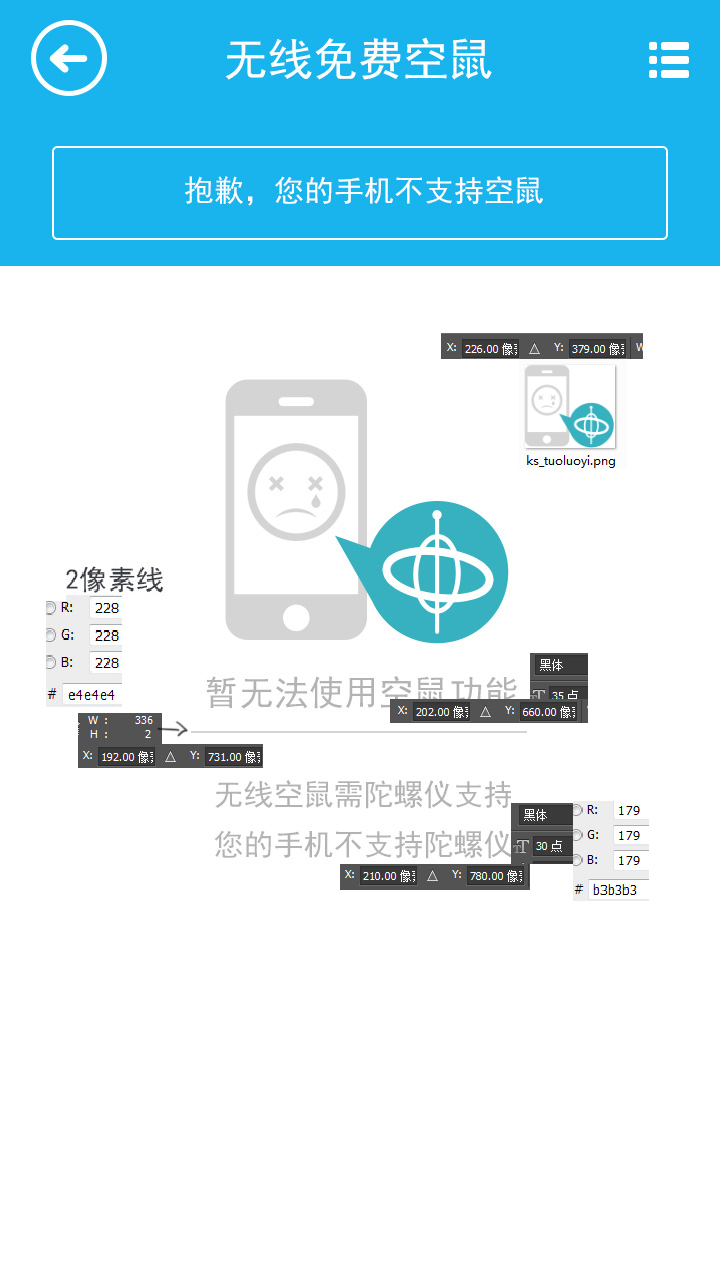 无线免费空鼠
抱歉，您的手机不支持空鼠
X: 226.00 像 △ Y: 379.00 像
ks_tuoluoyi.png
2像素线
R: 228
G: 228
B: 228
# e4e4e4
黑体
35 点
暂无法使用空鼠功能
X: 202.00 像 △ Y: 660.00 像
W : 336
H : 2
X: 192.00 像 △ Y: 731.00 像
无线空鼠需陀螺仪支持
黑体
R: 179
您的手机不支持陀螺仪
T 30 点
G: 179
B: 179
X: 210.00 像 △ Y: 780.00 像
# b3b3b3